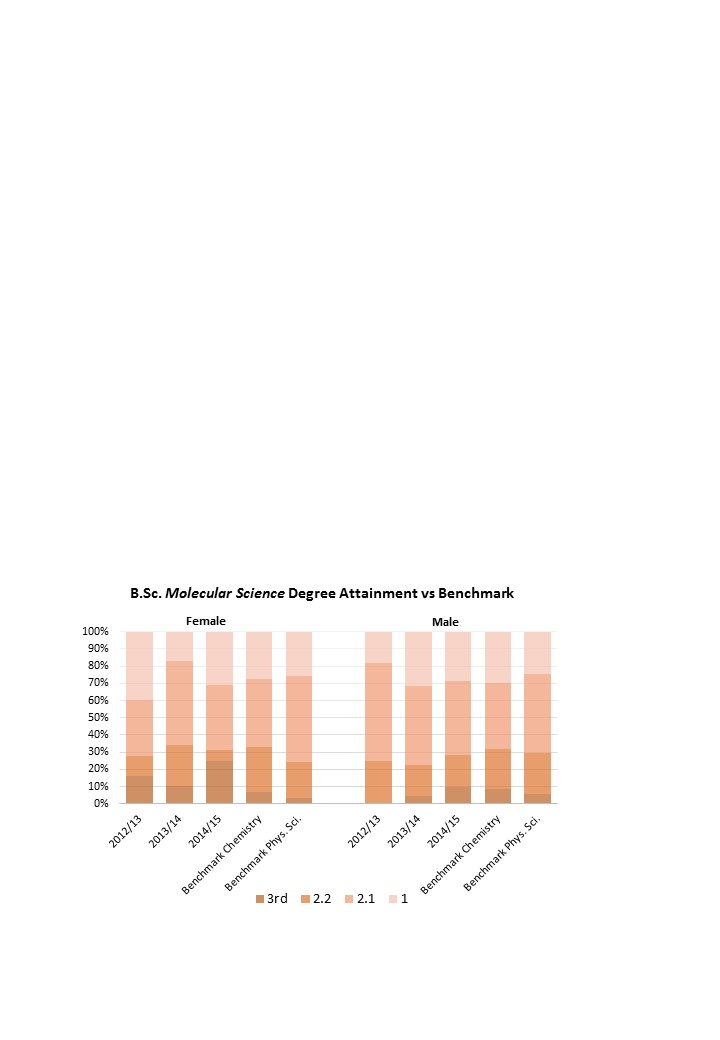 B.Sc. Molecular Science Degree Attainment vs Benchmark
Female
Male
100%
90%
80%
70%
60%
50%
40%
30%
20%
10%
0%
2012/13
2013/14
2014/15
Benchmark Chemistry
Benchmark Phys. Sci.
2012/13
2013/14
2014/15
Benchmark Chemistry
Benchmark Phys. Sci.
3rd 2.2 2.1 1